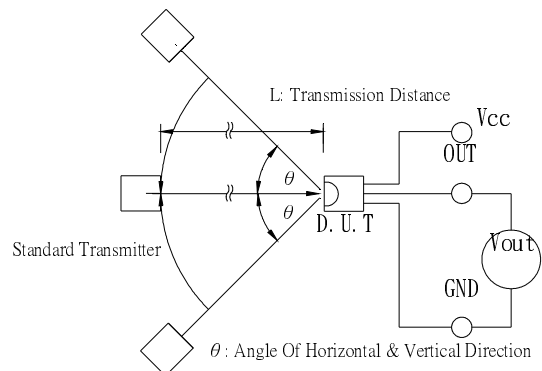 L: Transmission Distance
Vcc
OUT
θ
θ
D. U. T
Standard Transmitter
Vout
GND
θ : Angle Of Horizontal & Vertical Direction